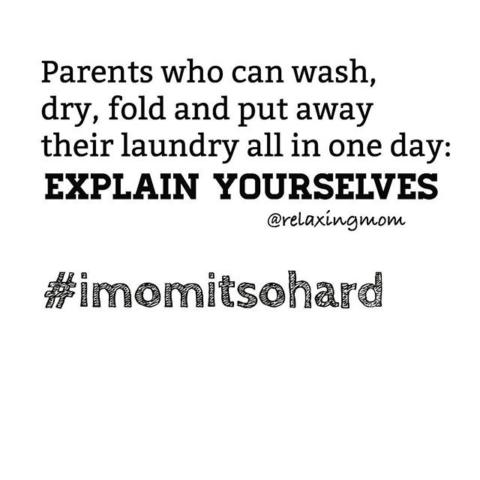 Parents who can wash,
dry, fold and put away
their laundry all in one day:
EXPLAIN YOURSELVES
@relaxingmom
#imomitsohard